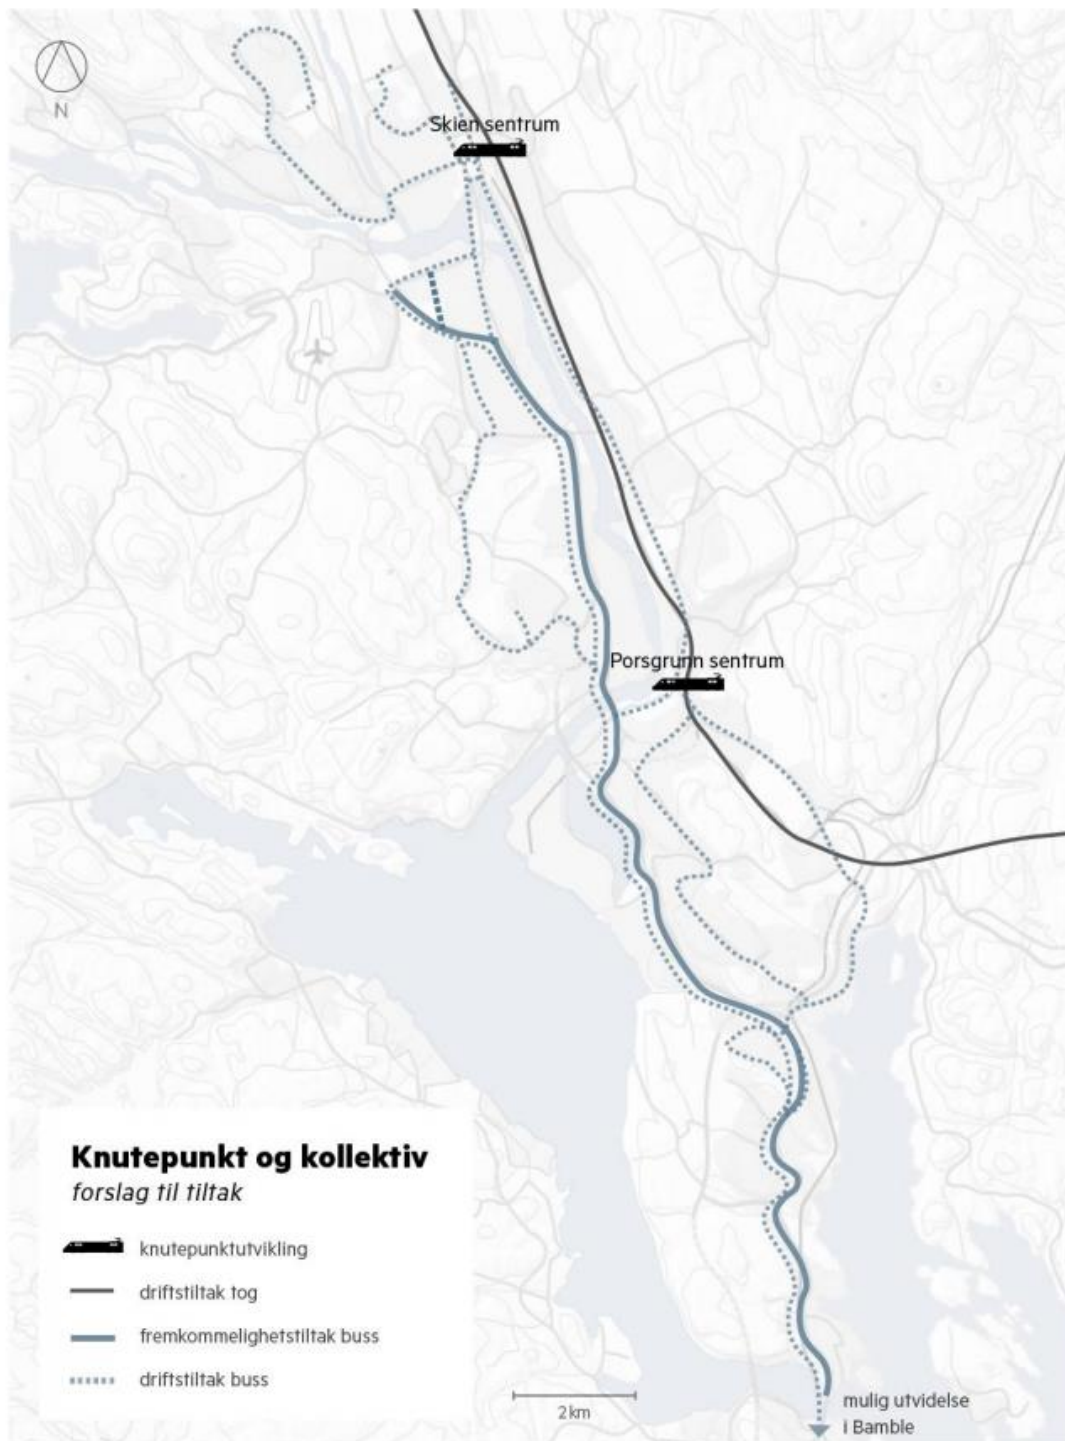 N
Skien sentrum
Porsgrunn sentrum
Knutepunkt og kollektiv
forslag til tiltak
knutepunktutvikling
driftstiltak tog
fremkommelighetstiltak buss
driftstiltak buss
2 km
mulig utvidelse
i Bamble